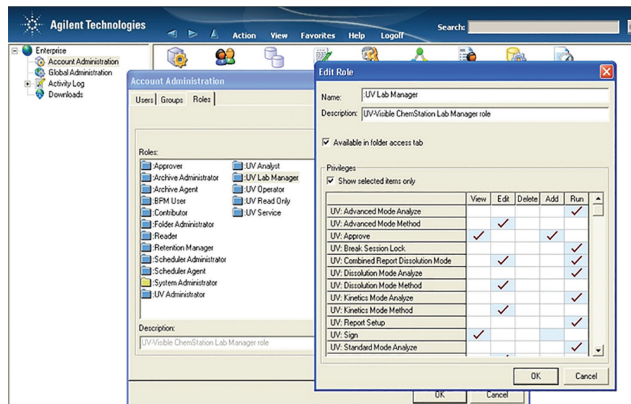 Agilent Technologies
Action View Favorites Help Logoff
Search:
Enterprise
Account Administration
Global Administration
Activity Log
Downloads
Account Administration
Users Groups Roles
Roles:
:Approver
:Archive Administrator
:Archive Agent
:BPM User
:Contributor
:Folder Administrator
:Reader
:Retention Manager
:Scheduler Administrator
:Scheduler Agent
:System Administrator
:UV Administrator
:UV Analyst
:UV Lab Manager
:UV Operator
:UV Read Only
:UV Service
Description:
UV-Visible ChemStation Lab Manager role
OK Cancel
Edit Role
Name: :UV Lab Manager
Description: UV-Visible ChemStation Lab Manager role
Available in folder access tab
Privileges
Show selected items only
View Edit Delete Add Run
UV: Advanced Mode Analyze
UV: Advanced Mode Method
UV: Approve
UV: Break Session Lock
UV: Combined Report Dissolution Mode
UV: Dissolution Mode Analyze
UV: Dissolution Mode Method
UV: Kinetics Mode Analyze
UV: Kinetics Mode Method
UV: Report Setup
UV: Sign
UV: Standard Mode Analyze
OK Cancel